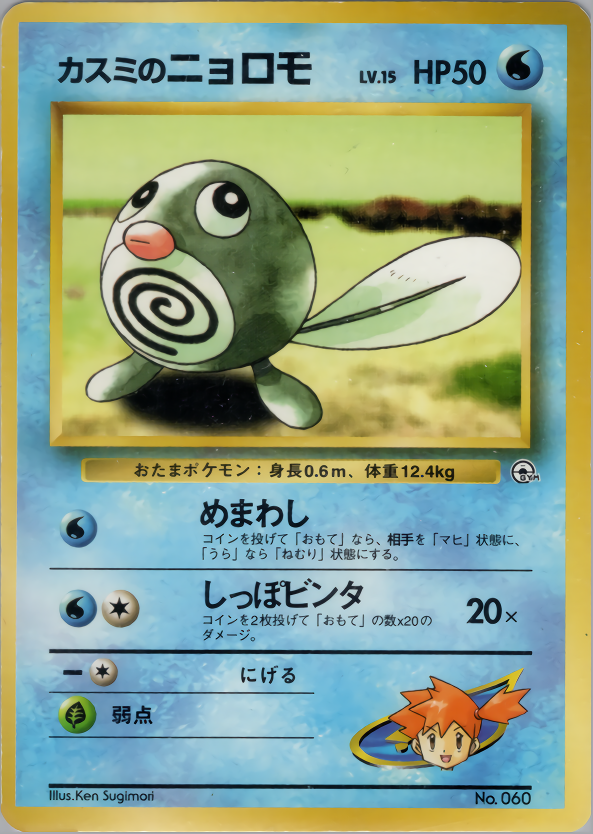 カスミのニョロモ LV.15 HP50
おたまポケモン：身長0.6m、体重12.4kg
GYM
めまわし
コインを投げて「おもて」なら、相手を「マヒ」状態に、
「うら」なら「ねむり」状態にする。
しっぽビンタ 20×
コインを2枚投げて「おもて」の数x20の
ダメージ。
ー にげる
弱点
Illus.Ken Sugimori No. 060